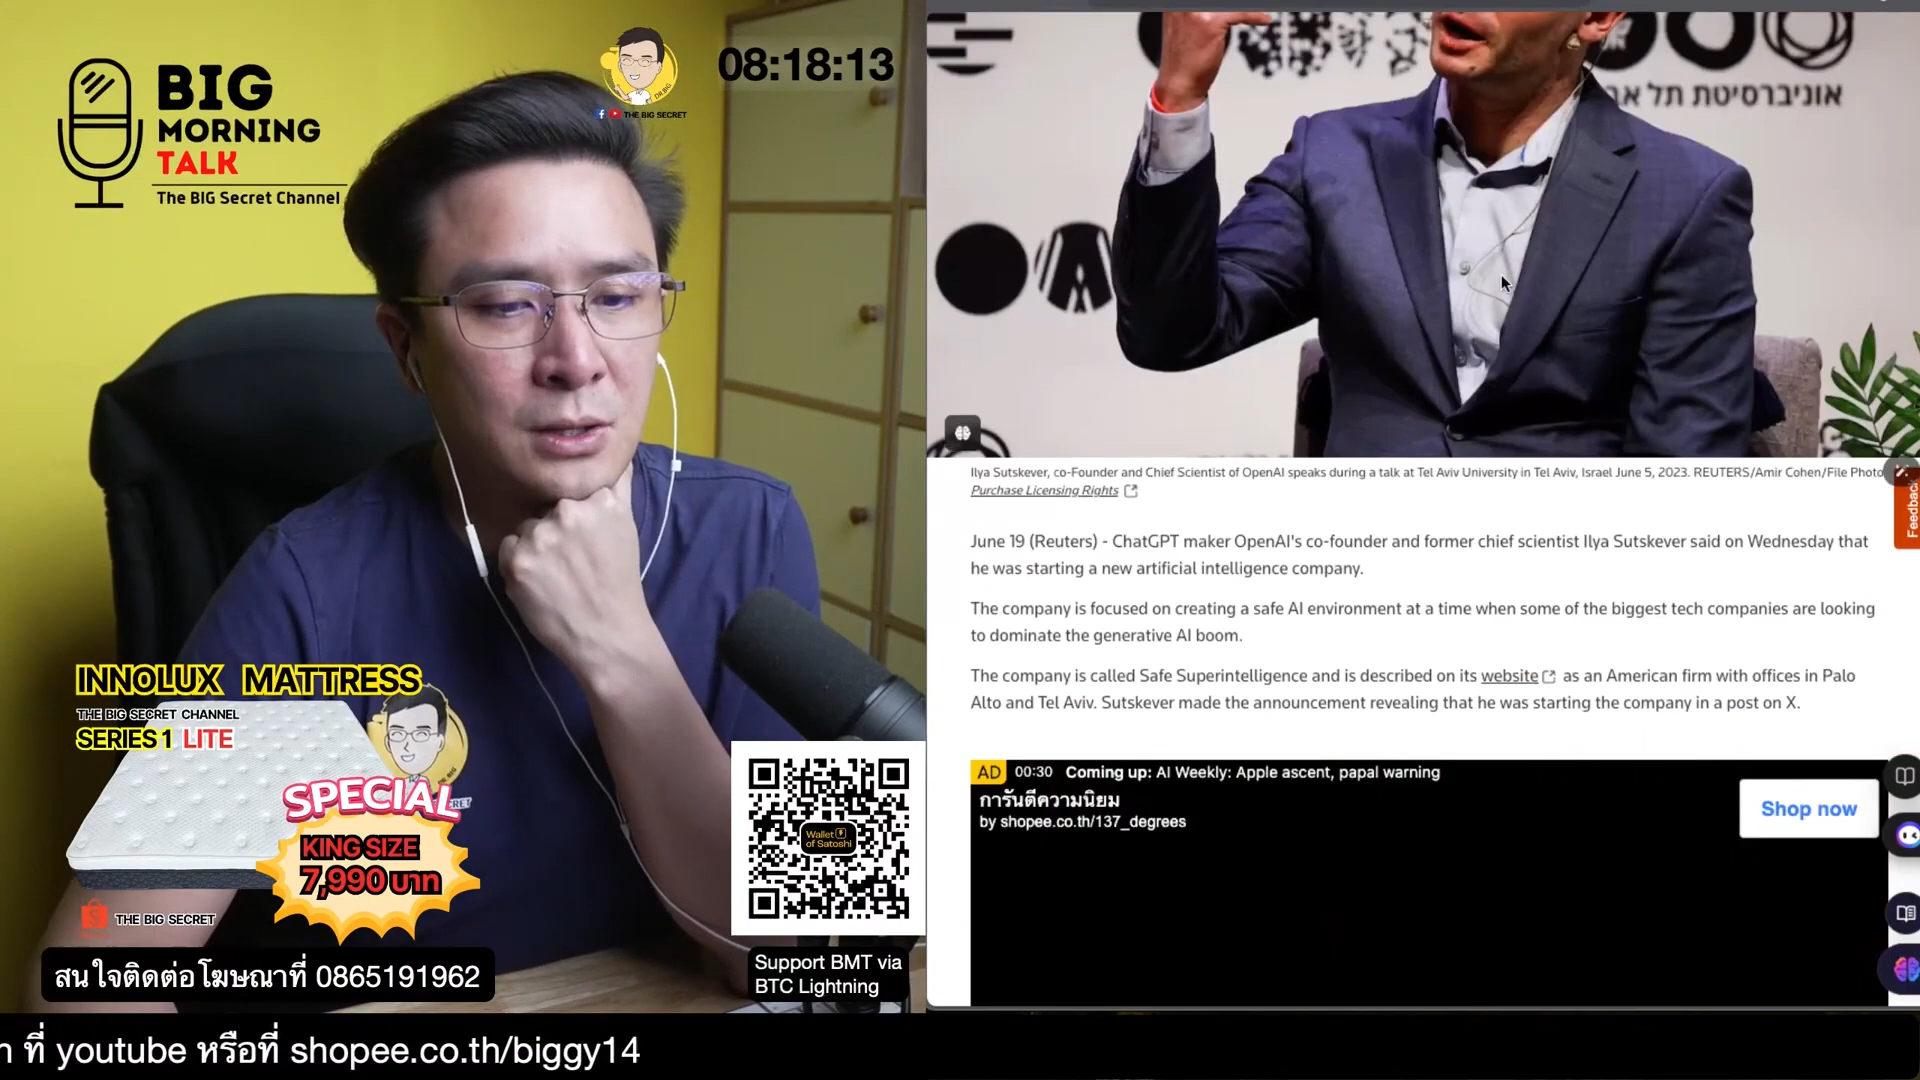 BIG
MORNING
TALK
The BIG Secret Channel
DR.BIG
THE BIG SECRET
08:18:13
INNOLUX MATTRESS
THE BIG SECRET CHANNEL
SERIES 1 LITE
SPECIAL
KING SIZE
7,990 บาท
THE BIG SECRET
สนใจติดต่อโฆษณาที่ 0865191962
Wallet
of Satoshi
Support BMT via
BTC Lightning
אוניברסיטת תל
Ilya Sutskever, co-Founder and Chief Scientist of OpenAI speaks during a talk at Tel Aviv University in Tel Aviv, Israel June 5, 2023. REUTERS/Amir Cohen/File Photo
Purchase Licensing Rights
Feedback
June 19 (Reuters) - ChatGPT maker OpenAI's co-founder and former chief scientist Ilya Sutskever said on Wednesday that
he was starting a new artificial intelligence company.
The company is focused on creating a safe AI environment at a time when some of the biggest tech companies are looking
to dominate the generative AI boom.
The company is called Safe Superintelligence and is described on its website as an American firm with offices in Palo
Alto and Tel Aviv. Sutskever made the announcement revealing that he was starting the company in a post on X.
AD 00:30 Coming up: AI Weekly: Apple ascent, papal warning
การันตีความนิยม
by shopee.co.th/137_degrees
Shop now
ที่ youtube หรือที่ shopee.co.th/biggy14